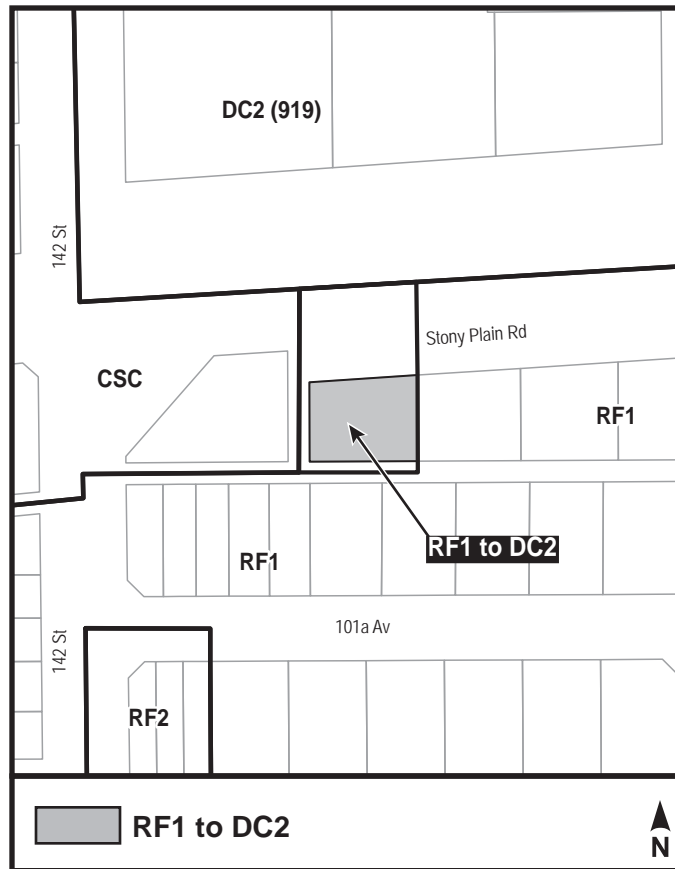 DC2 (919)
142 St
Stony Plain Rd
CSC
RF1
RF1 to DC2
RF1
101a Av
142 St
RF2
RF1 to DC2
N